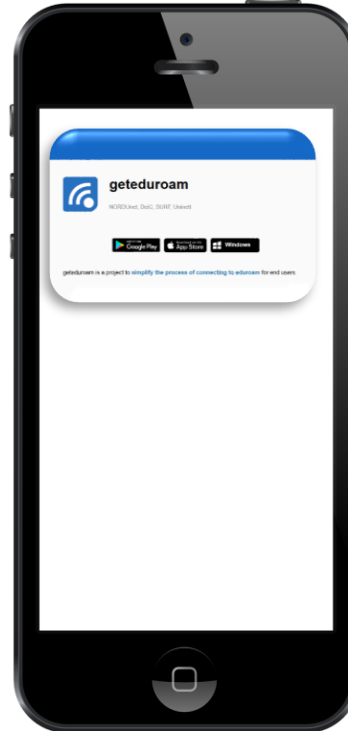 geteduroam
NORDUnet, DeiC, SURF, Uninett
Google Play
App Store
Windows
geteduroam is a project to simplify the process of connecting to eduroam for end users